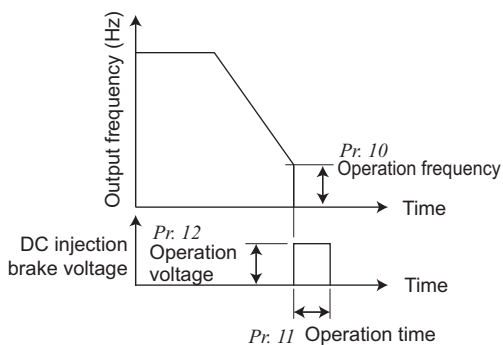 Output frequency (Hz)
Pr. 10
Operation frequency
Time
DC injection
brake voltage
Pr. 12
Operation
voltage
Time
Pr. 11 Operation time